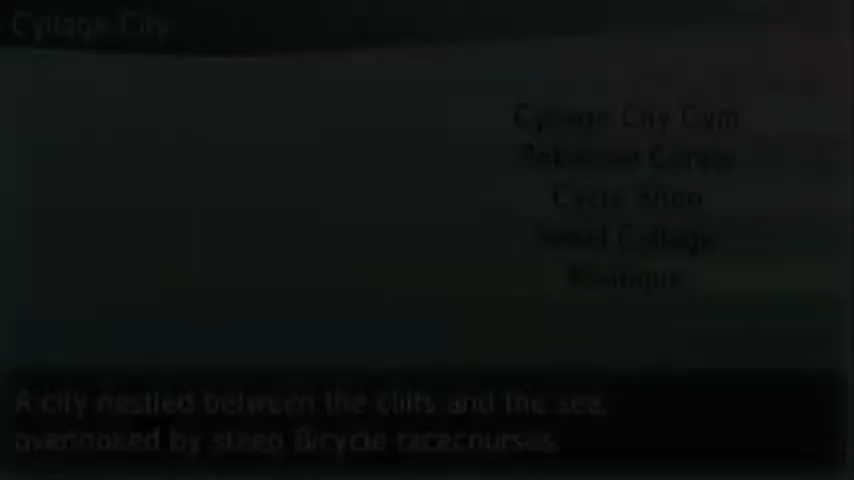 Cyllage City
Cyllage City Gym
Pokémon Center
Cycle Shop
Hotel Cyllage
Boutique
A city nestled between the cliffs and the sea,
overlooked by steep Bicycle racecourses.